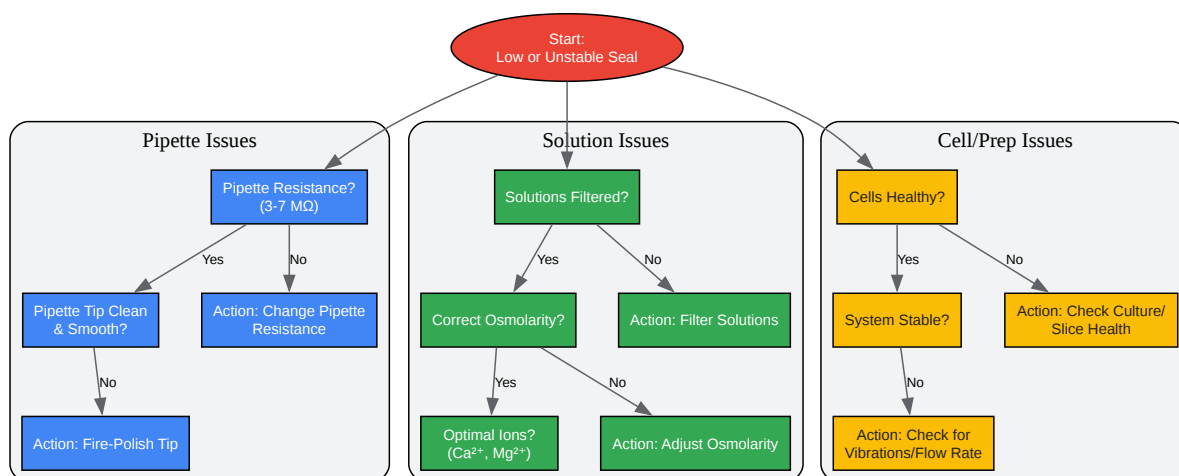 Start:
Low or Unstable Seal
Pipette Issues
Pipette Resistance?
(3-7 MΩ)
Yes
No
Pipette Tip Clean
& Smooth?
Action: Change Pipette
Resistance
No
Action: Fire-Polish Tip
Solution Issues
Solutions Filtered?
Yes
No
Correct Osmolarity?
Action: Filter Solutions
Yes
No
Optimal Ions?
(Ca²⁺, Mg²⁺)
Action: Adjust Osmolarity
Cell/Prep Issues
Cells Healthy?
Yes
No
System Stable?
Action: Check Culture/
Slice Health
No
Action: Check for
Vibrations/Flow Rate